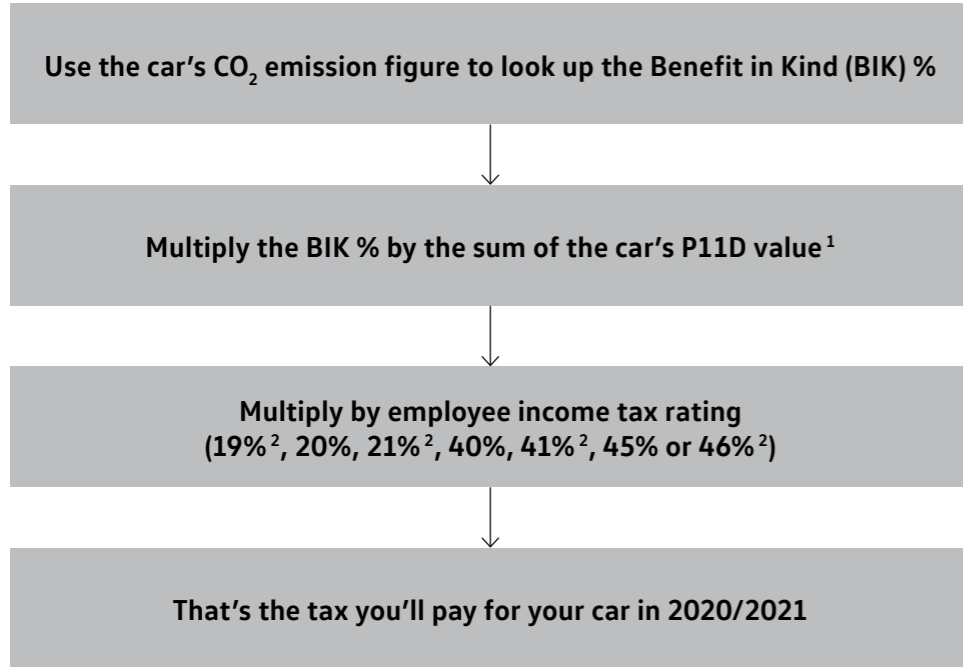 Use the car's CO₂ emission figure to look up the Benefit in Kind (BIK) %
Multiply the BIK % by the sum of the car's P11D value ¹
Multiply by employee income tax rating
(19% ², 20%, 21% ², 40%, 41% ², 45% or 46% ²)
That's the tax you'll pay for your car in 2020/2021